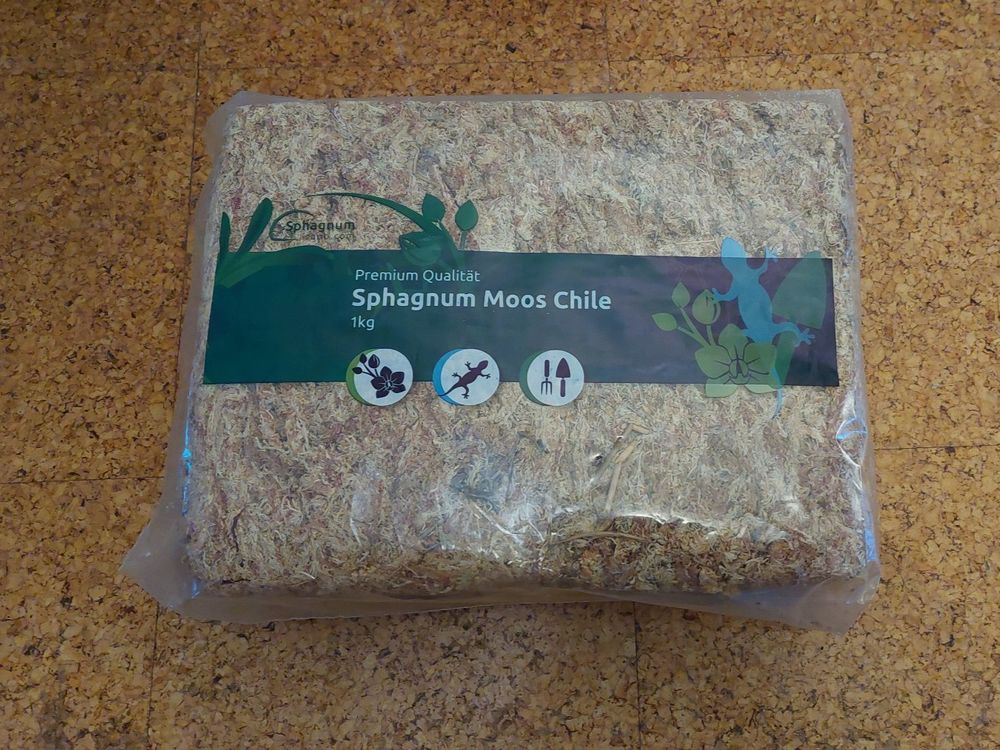 Sphagnum
Premium Qualität
Sphagnum Moos Chile
1kg